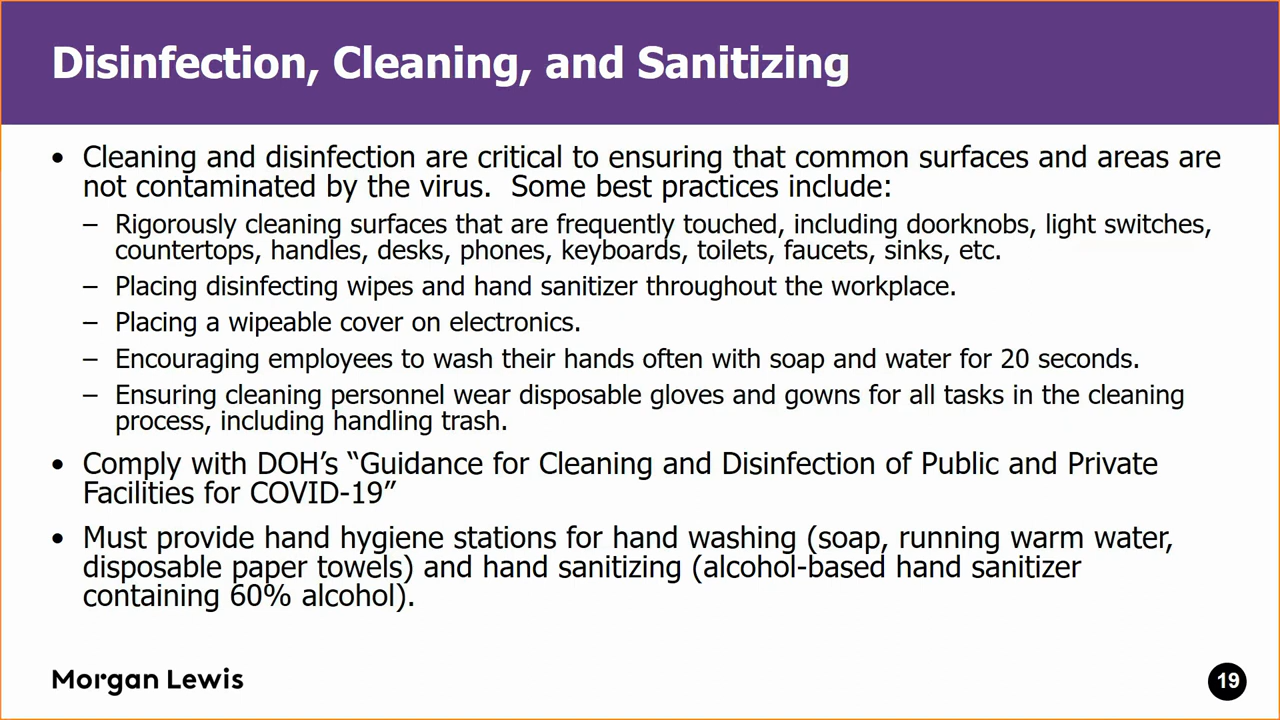 Disinfection, Cleaning, and Sanitizing
• Cleaning and disinfection are critical to ensuring that common surfaces and areas are
not contaminated by the virus.  Some best practices include:
– Rigorously cleaning surfaces that are frequently touched, including doorknobs, light switches,
countertops, handles, desks, phones, keyboards, toilets, faucets, sinks, etc.
– Placing disinfecting wipes and hand sanitizer throughout the workplace.
– Placing a wipeable cover on electronics.
– Encouraging employees to wash their hands often with soap and water for 20 seconds.
– Ensuring cleaning personnel wear disposable gloves and gowns for all tasks in the cleaning
process, including handling trash.
• Comply with DOH’s “Guidance for Cleaning and Disinfection of Public and Private
Facilities for COVID-19”
• Must provide hand hygiene stations for hand washing (soap, running warm water,
disposable paper towels) and hand sanitizing (alcohol-based hand sanitizer
containing 60% alcohol).
Morgan Lewis
19